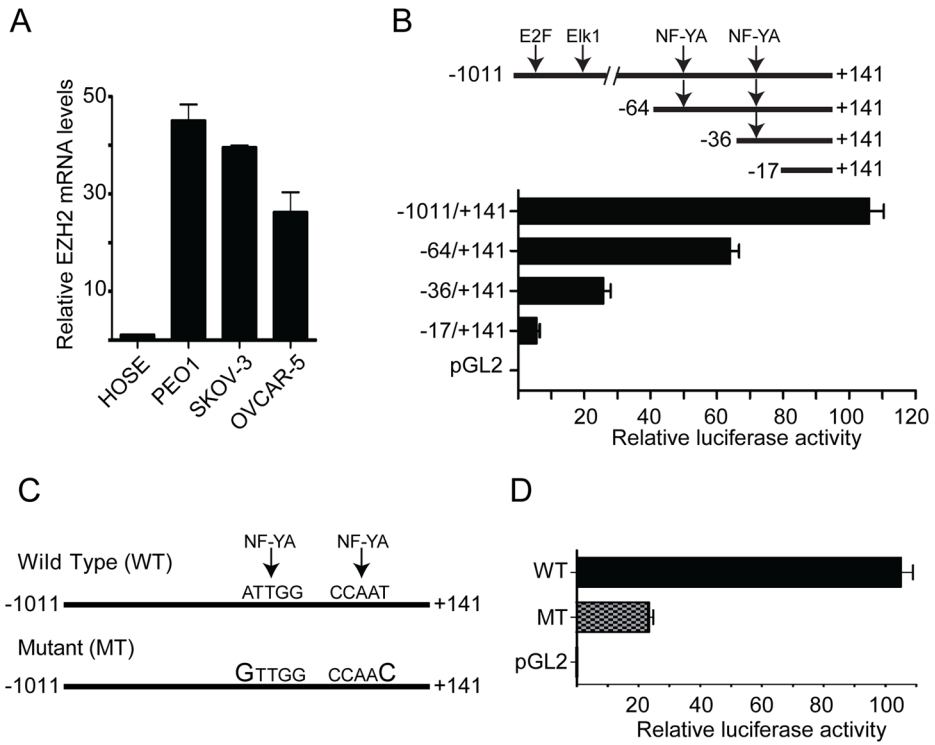 A
Relative EZH2 mRNA levels
50
30
10
HOSE
PEO1
SKOV-3
OVCAR-5
B
E2F Elk1 NF-YA NF-YA
-1011 +141
-64 +141
-36 +141
-17 +141
-1011/+141
-64/+141
-36/+141
-17/+141
pGL2
20 40 60 80 100 120
Relative luciferase activity
C
NF-YA NF-YA
Wild Type (WT)
ATTGG CCAAT
-1011 +141
Mutant (MT)
GTTGG CCAAC
-1011 +141
D
WT
MT
pGL2
20 40 60 80 100
Relative luciferase activity